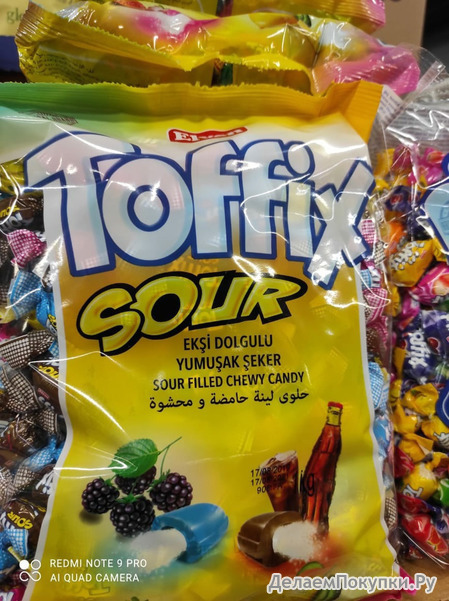 Toffix
SOUR
EKŞİ DOLGULU
YUMUŞAK ŞEKER
SOUR FILLED CHEWY CANDY
حلوى لينة حامضة و محشوة
REDMI NOTE 9 PRO
AI QUAD CAMERA
ДелаемПокупки.Ру